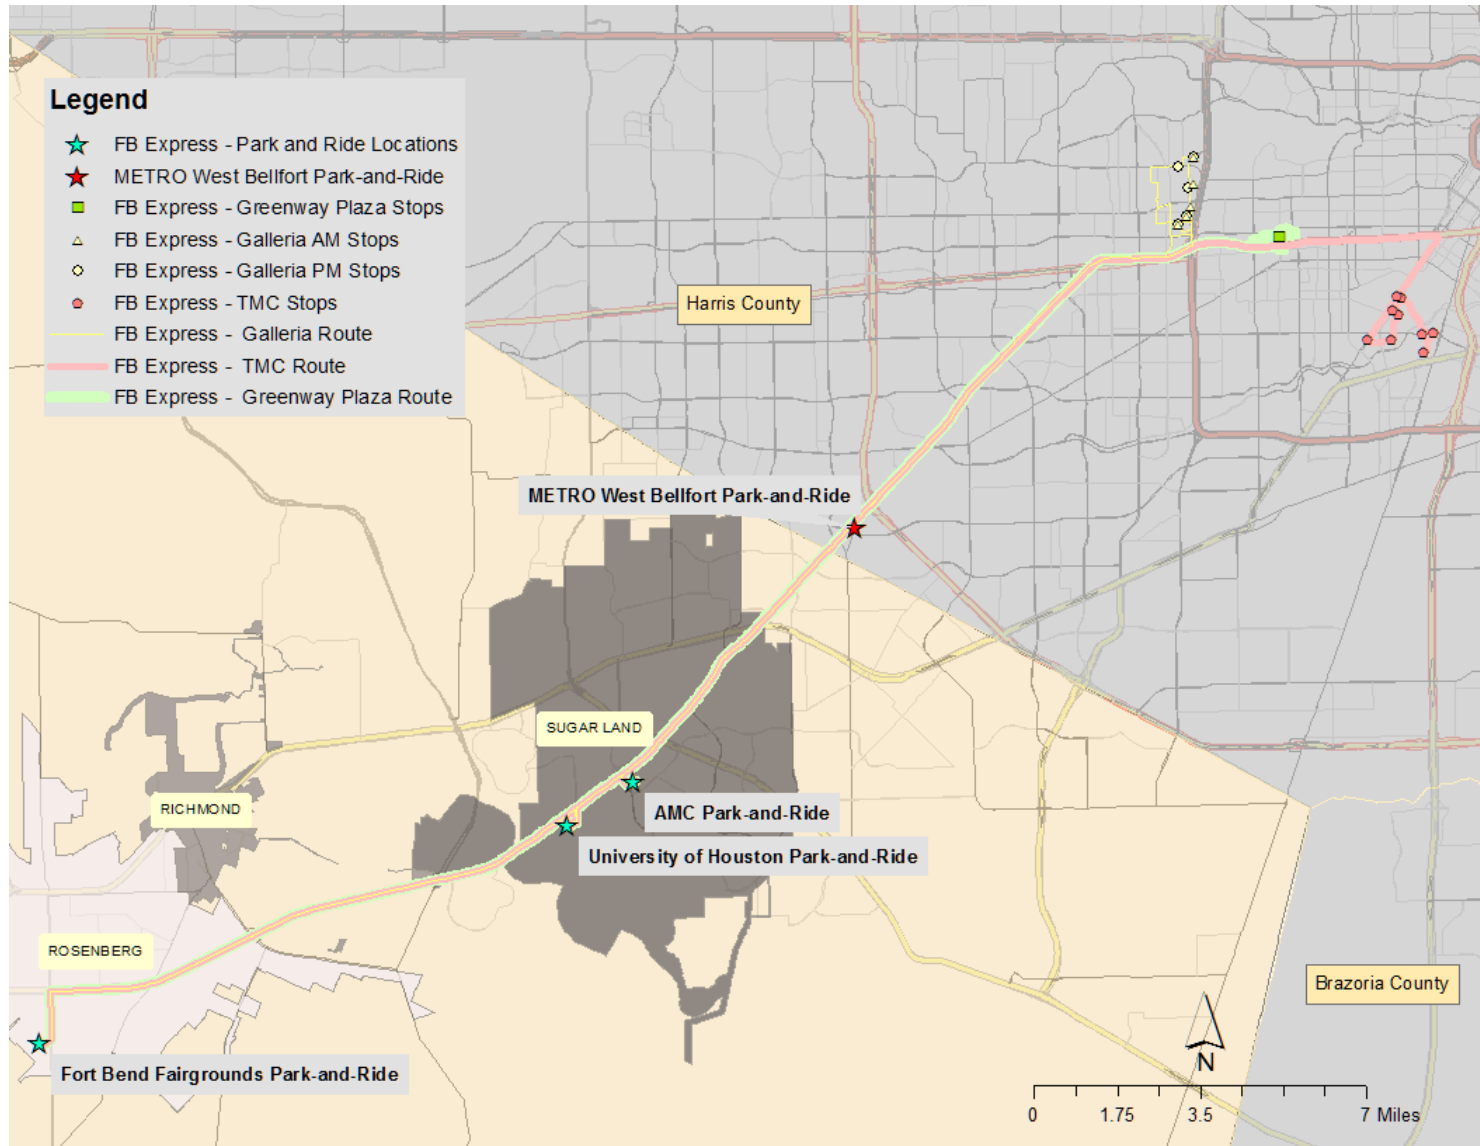 Legend
FB Express - Park and Ride Locations
METRO West Bellfort Park-and-Ride
FB Express - Greenway Plaza Stops
FB Express - Galleria AM Stops
FB Express - Galleria PM Stops
FB Express - TMC Stops
FB Express - Galleria Route
FB Express - TMC Route
FB Express - Greenway Plaza Route
Harris County
METRO West Bellfort Park-and-Ride
SUGAR LAND
RICHMOND
AMC Park-and-Ride
University of Houston Park-and-Ride
ROSENBERG
Brazoria County
Fort Bend Fairgrounds Park-and-Ride
N
0 1.75 3.5 7 Miles